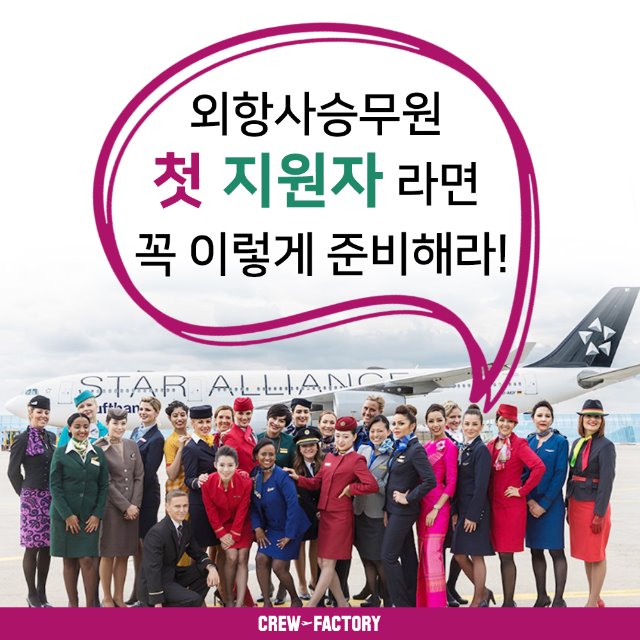 외항사승무원
첫 지원자 라면
꼭 이렇게 준비해라!
STAR ALLIANCE
Lufthansa
CREW FACTORY